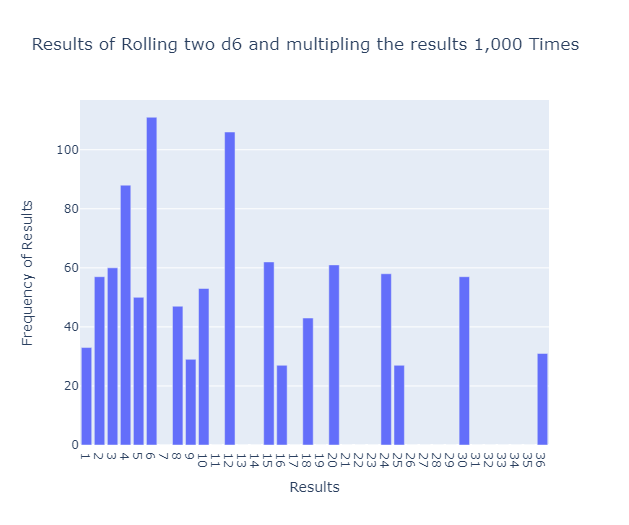 Results of Rolling two d6 and multipling the results 1,000 Times
Frequency of Results
100
80
60
40
20
0
1 2 3 4 5 6 7 8 9 10 11 12 13 14 15 16 17 18 19 20 21 22 23 24 25 26 27 28 29 30 31 32 33 34 35 36
Results